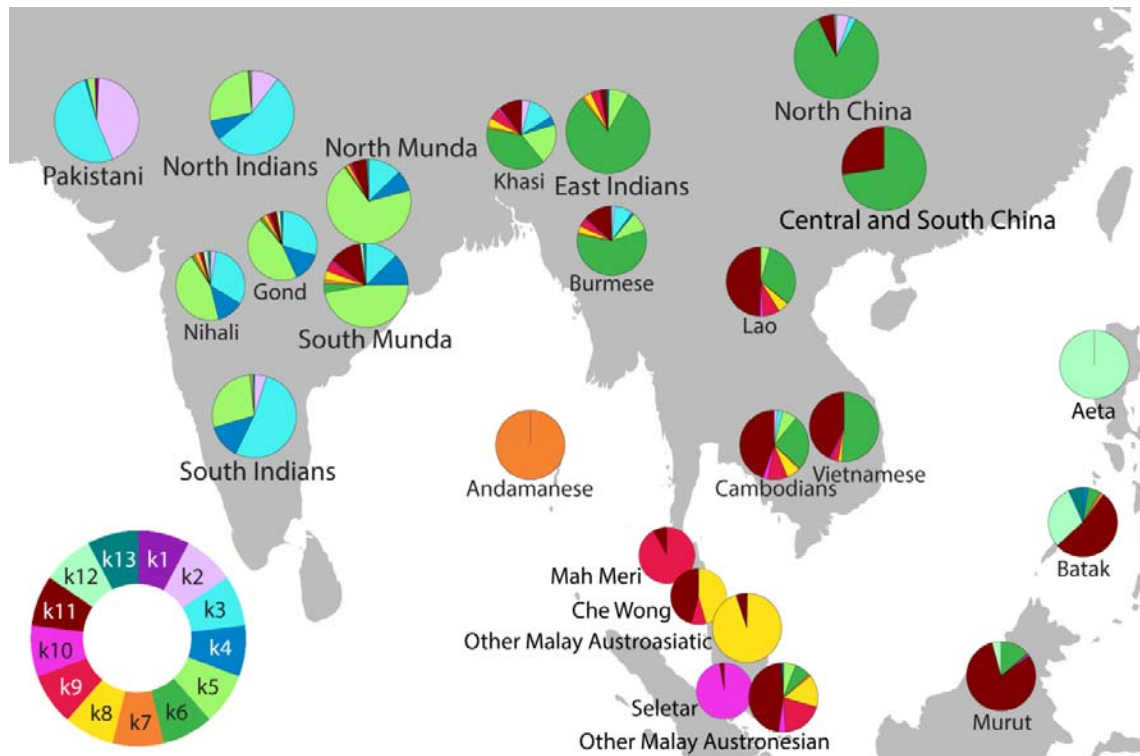 North China
Pakistani
North Indians
North Munda
Khasi
East Indians
Central and South China
Burmese
Gond
Nihali
South Munda
Lao
Aeta
South Indians
Andamanese
Cambodians
Vietnamese
Batak
Mah Meri
Che Wong
Other Malay Austroasiatic
Seletar
Other Malay Austronesian
Murut
k1
k2
k3
k4
k5
k6
k7
k8
k9
k10
k11
k12
k13